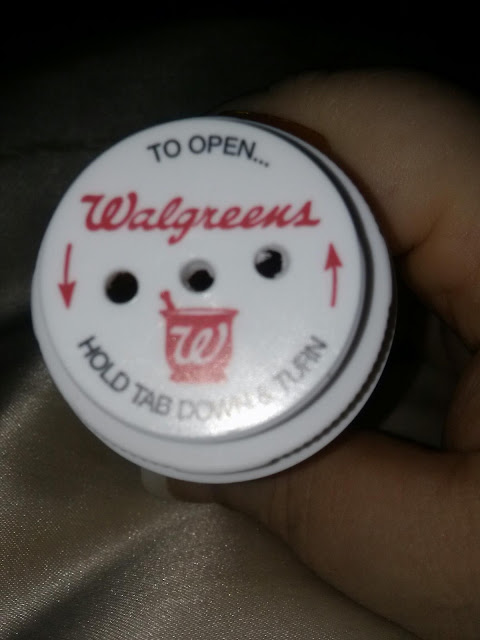 TO OPEN...
Walgreens
W
HOLD TAB DOWN & TURN